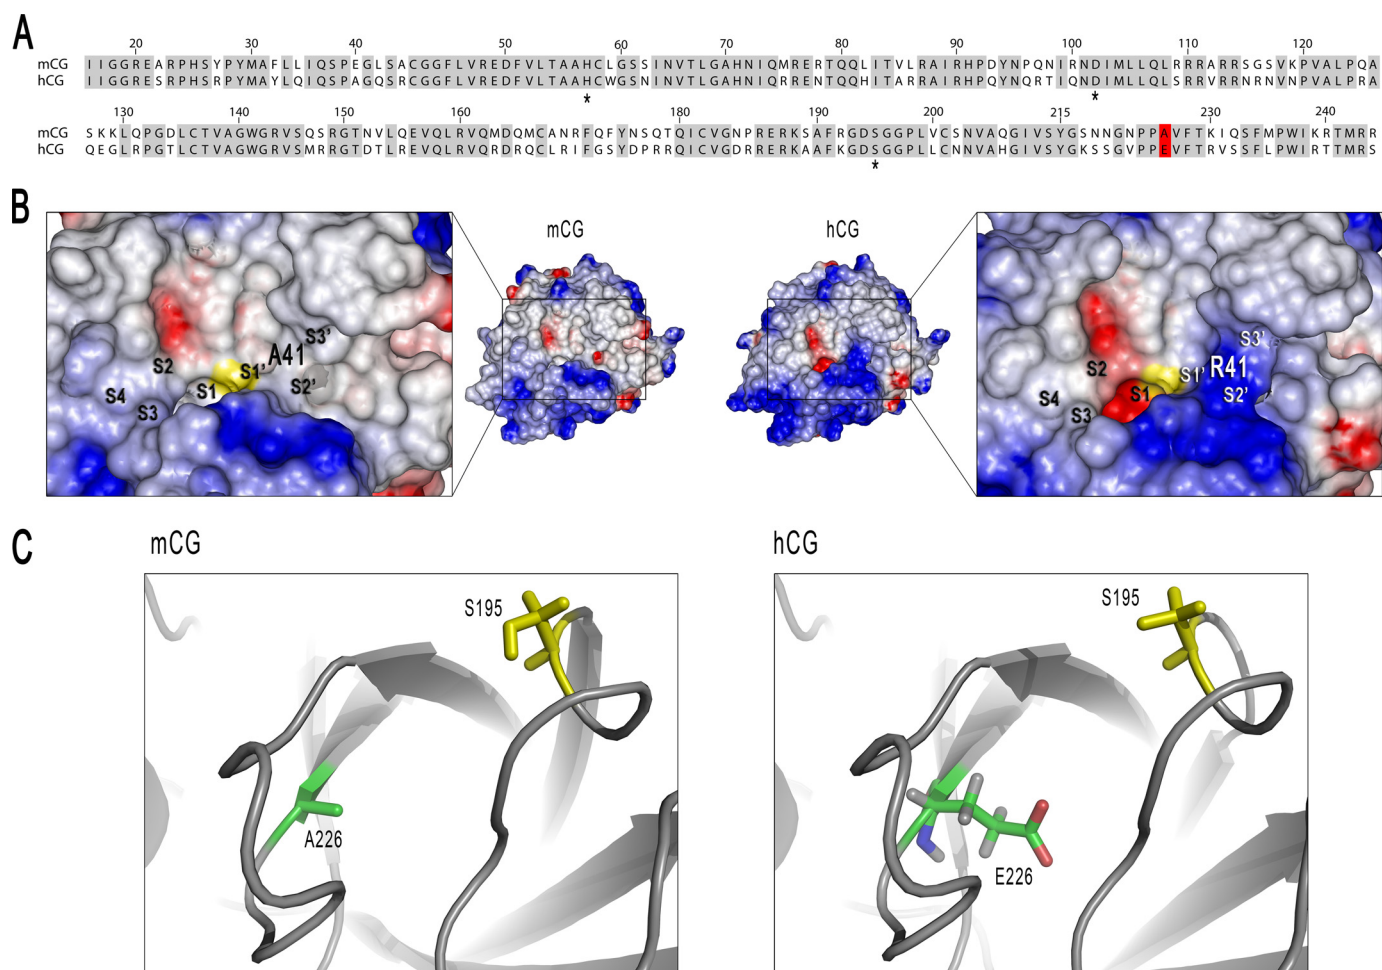 A
20 30 40 50 60 70 80 90 100 110 120
mCG IIGGREARPHSYPYMAFLLIQSPEGLSACGGFLVREDFVLTAAHCLGSSINVTLGAHNIQMRERTQQLITVLRAIRHPDYNPQNIRNDIMLLQLRRRARRSGSVKPVALPQA
hCG IIGGRESRPHSRPYMAYLQIQSPAGQSRCGGFLVREDFVLTAAHCWGSNINVTLGAHNIQRRERTQQHITARRAIRHPQYNQRTIQNDIMLLQLSRRVRRNRNVNPVALPRA
* *
130 140 150 160 180 190 200 215 230 240
mCG SKKLQPGDLCTVAGWGRVSQSRGTNVLQEVQLRVQMDQMCANRFQFYNSQTQICVGNPRERKSAFRGDSGGPLVCSNVAQGIVSYGSNNGNPPAVFTKIQSFMPWIKRTMRR
hCG QEGLRPGTLCTVAGWGRVSMRRGTDTLREVQLRVQRDRQCLRIFGSYDPRRQICVGDRRERKAAFKGDSGGPLLCNNVAHGIVSYGKSSGVPPEVFTRVSSFLPWIRTTMRS
*
B
mCG
hCG
S3'
A41
S2
S1'
S2'
S1
S4
S3
S3'
R41
S2
S1'
S2'
S1
S4
S3
C
mCG
hCG
S195
A226
S195
E226